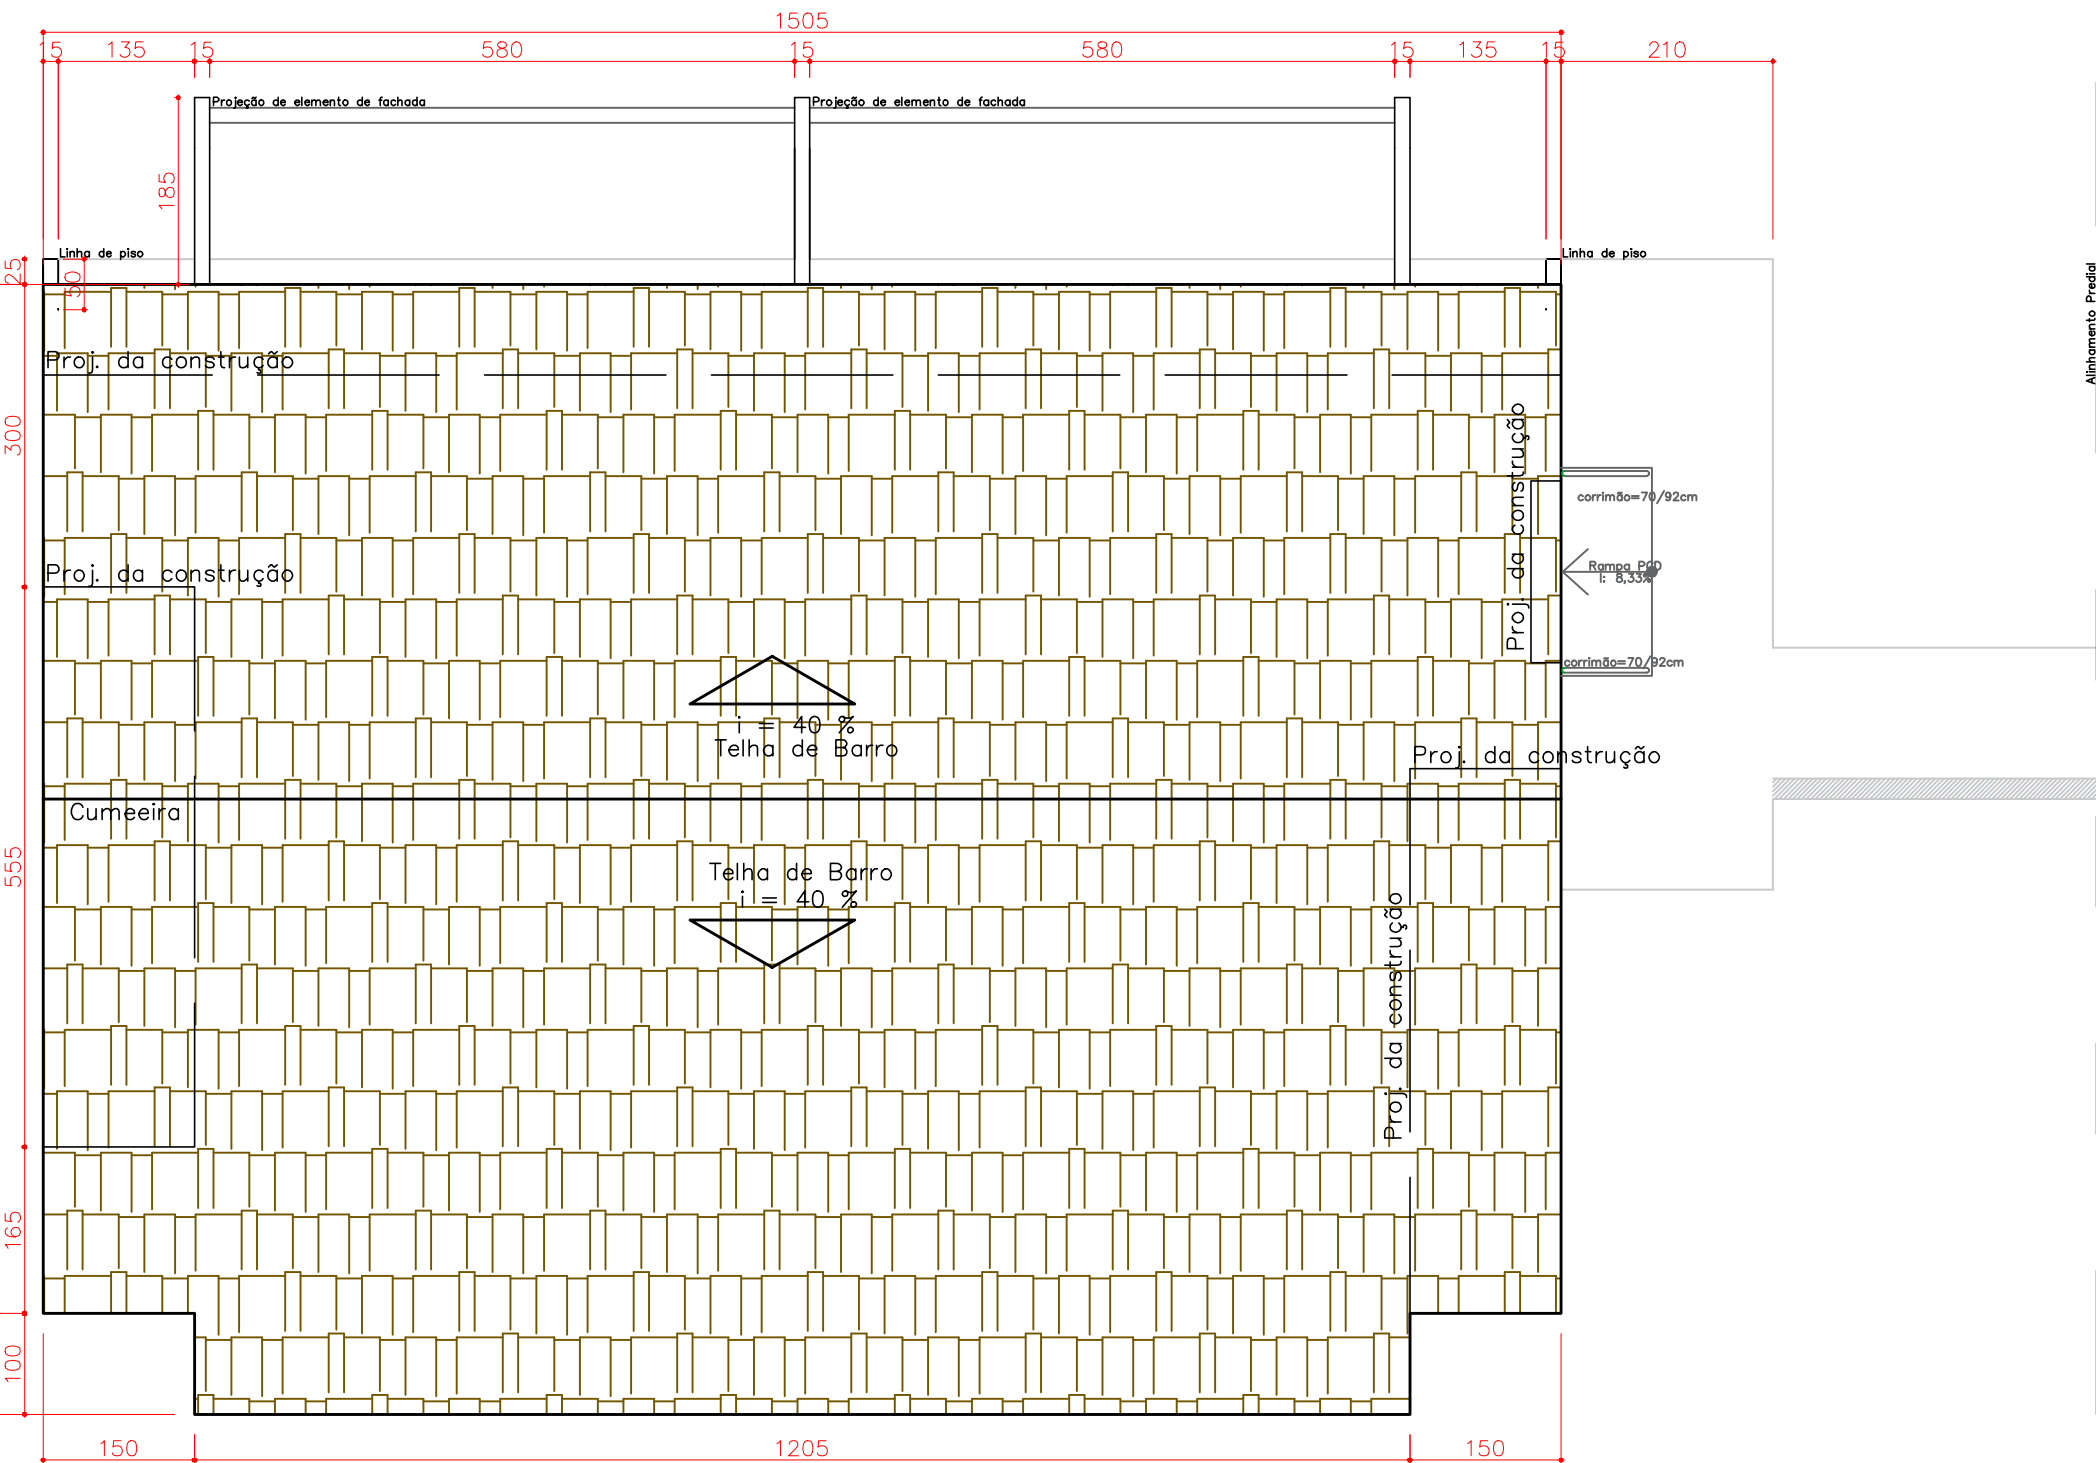 1505
15 135 15 580 15 580 15 135 15 210
Projeção de elemento de fachada
Projeção de elemento de fachada
185
Linha de piso
Linha de piso
25
50
Alinhamento Predial
Proj. da construção
300
Proj. da construção
corrimão=70/92cm
Proj. da construção
Rampa PCD
I: 8,33%
corrimão=70/92cm
i = 40 %
Telha de Barro
Proj. da construção
Cumeeira
555
Telha de Barro
i = 40 %
Proj. da construção
165
100
150 1205 150